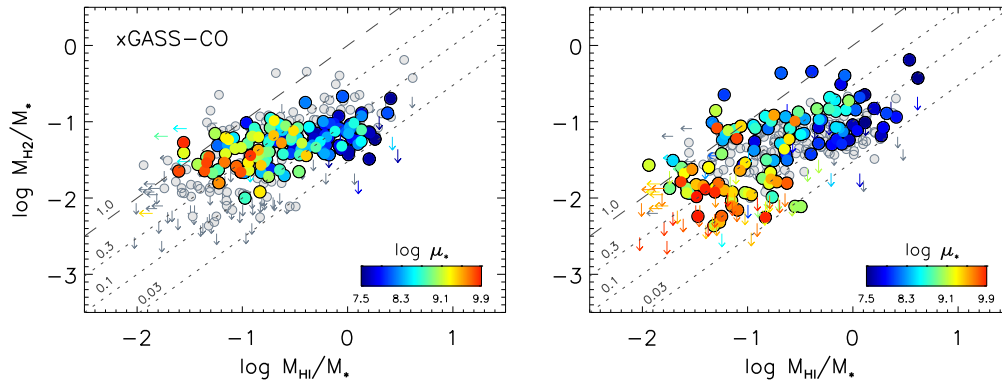 xGASS-CO
log M_H2/M_*
0
-1
-2
-3
1.0
0.3
0.1
0.03
log μ_*
7.5 8.3 9.1 9.9
-2 -1 0 1
log M_HI/M_*
0
-1
-2
-3
1.0
0.3
0.1
0.03
log μ_*
7.5 8.3 9.1 9.9
-2 -1 0 1
log M_HI/M_*